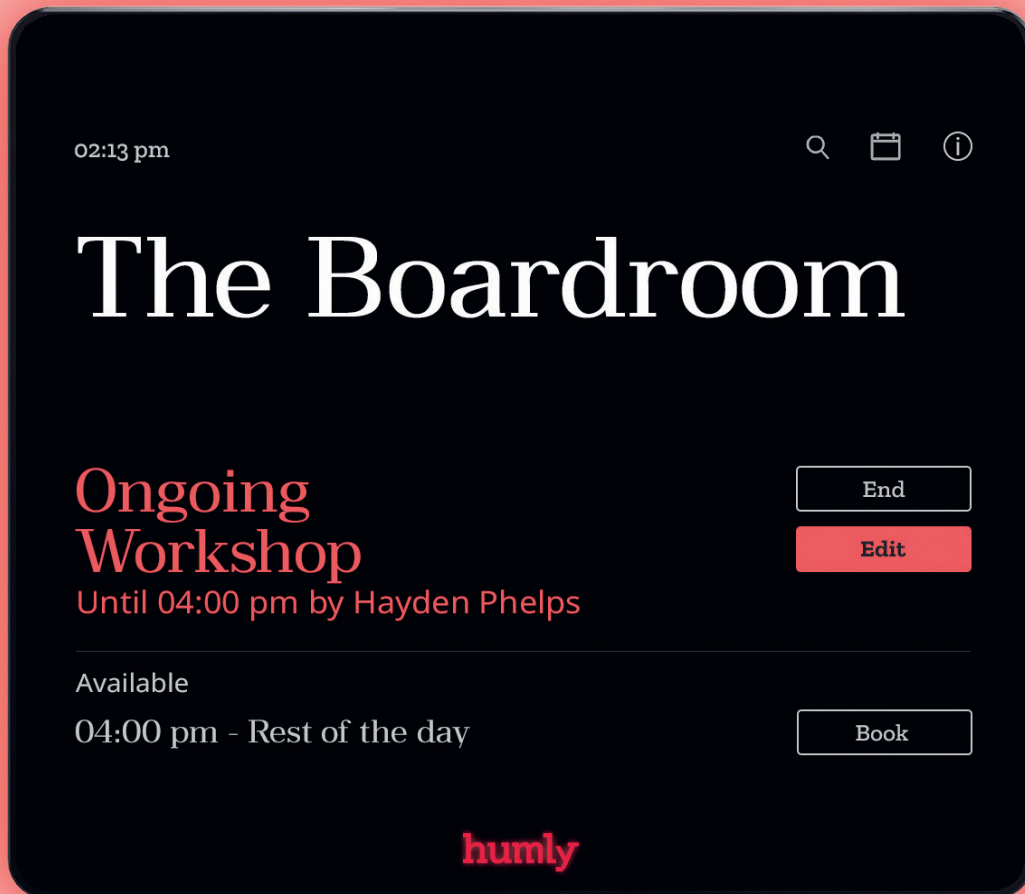 02:13 pm
The Boardroom
Ongoing
Workshop
Until 04:00 pm by Hayden Phelps
End
Edit
Available
04:00 pm - Rest of the day
Book
humly